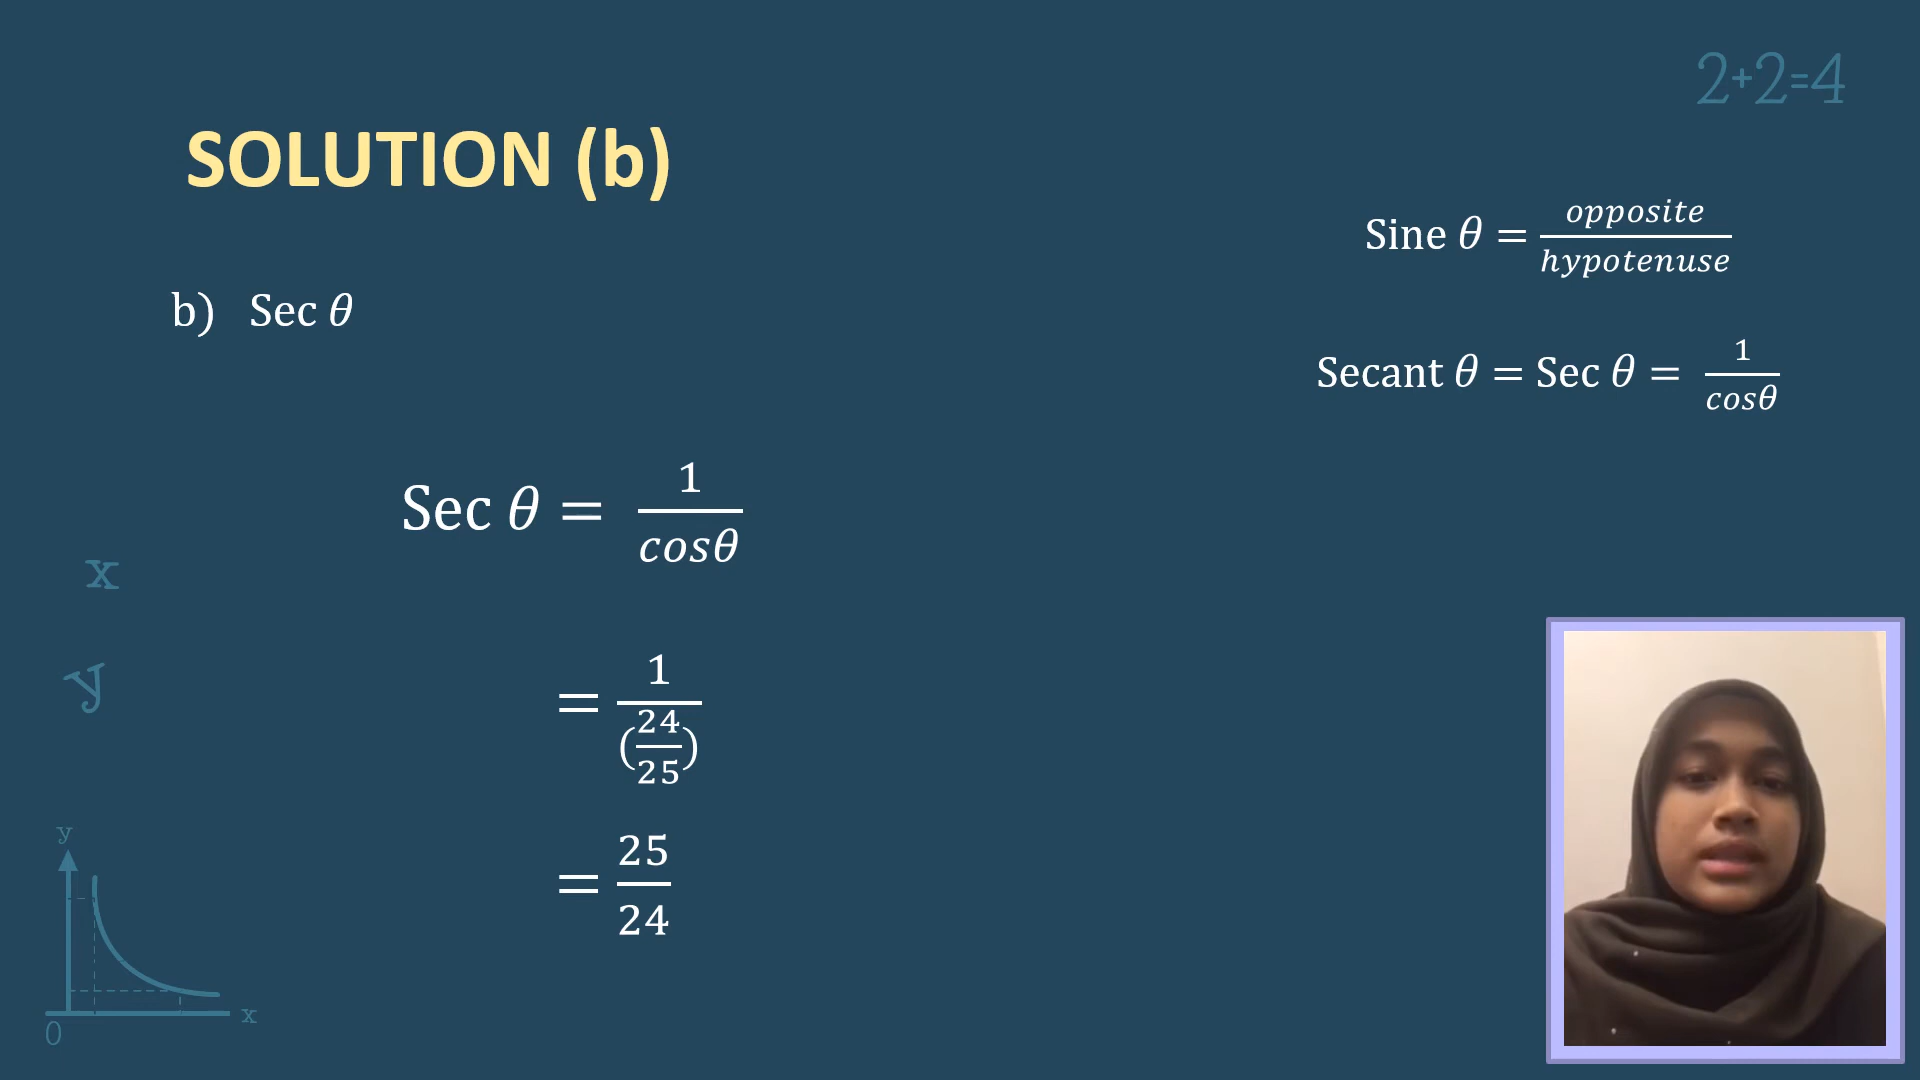 2+2=4
SOLUTION (b)
Sine θ = opposite/hypotenuse
b) Sec θ
Secant θ = Sec θ = 1/cosθ
Sec θ = 1/cosθ
x
= 1/(24/25)
y
= 25/24
y
x
0